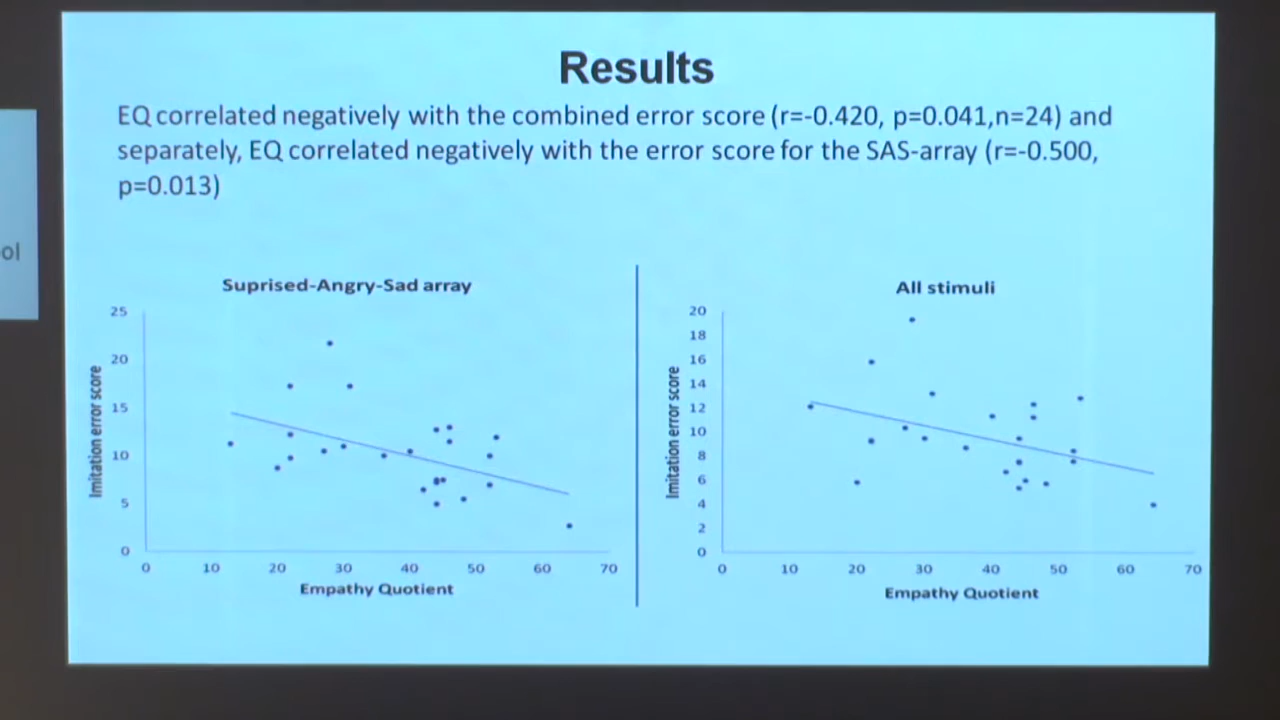 Results
EQ correlated negatively with the combined error score (r=-0.420, p=0.041,n=24) and
separately, EQ correlated negatively with the error score for the SAS-array (r=-0.500,
p=0.013)
ol
Suprised-Angry-Sad array
25
20
15
10
5
0
Imitation error score
0 10 20 30 40 50 60 70
Empathy Quotient
All stimuli
20
18
16
14
12
10
8
6
4
2
0
Imitation error score
0 10 20 30 40 50 60 70
Empathy Quotient